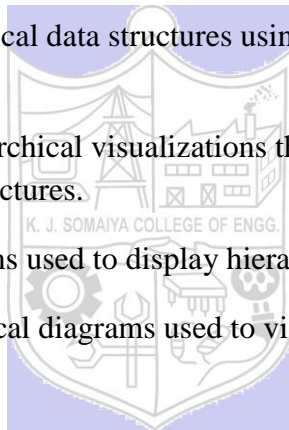 cal data structures usin
rchical visualizations th
ctures.
K. J. SOMAIYA COLLEGE OF ENGG.
ns used to display hiera
cal diagrams used to vi